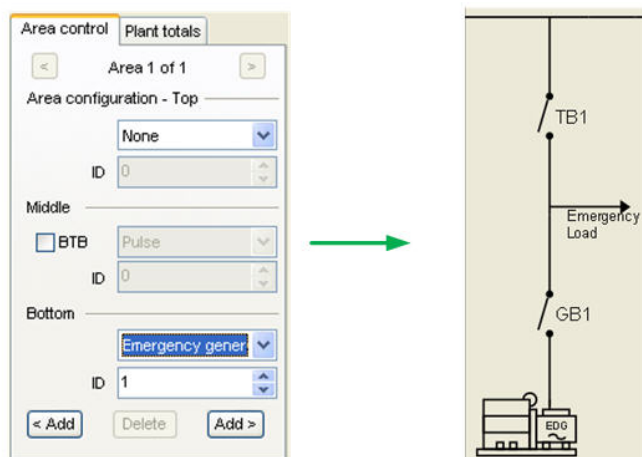 Area control Plant totals
< Area 1 of 1 >
Area configuration - Top
None
ID 0
Middle
BTB Pulse
ID 0
Bottom
Emergency gener
ID 1
< Add Delete Add >
TB1
Emergency
Load
GB1
EDG